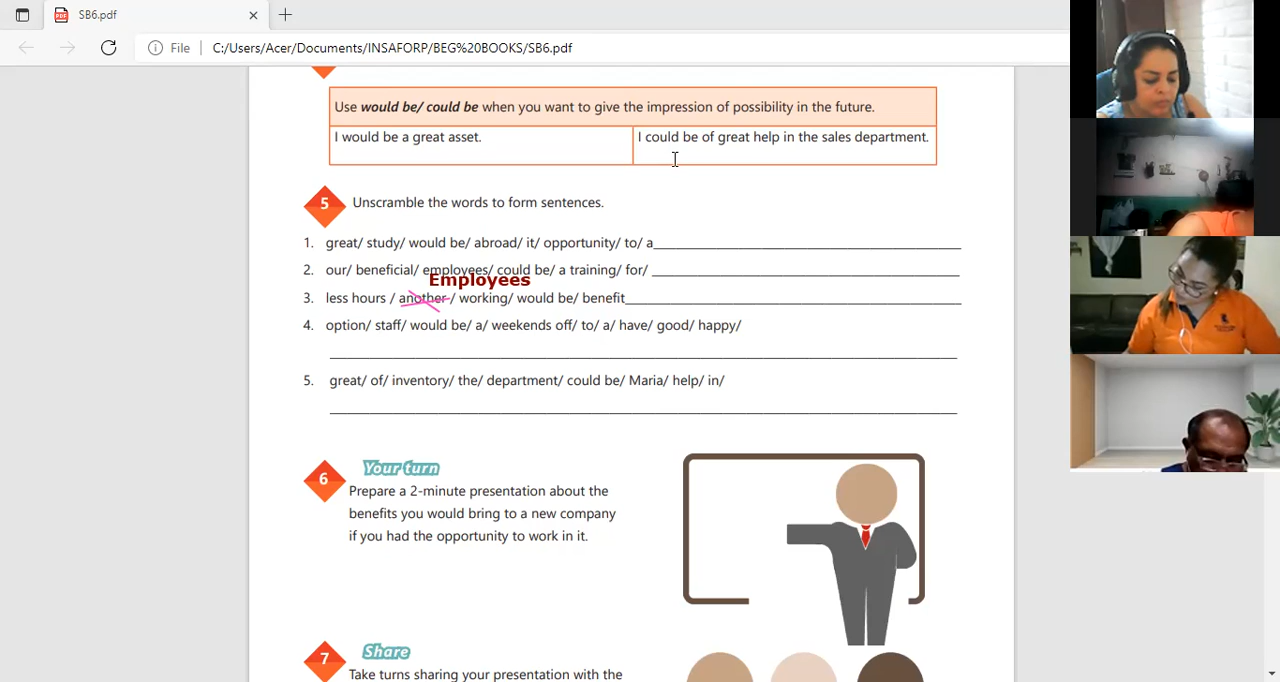 SB6.pdf
File C:/Users/Acer/Documents/INSAFORP/BEG%20BOOKS/SB6.pdf
Use would be/ could be when you want to give the impression of possibility in the future.
I would be a great asset. I could be of great help in the sales department.
5 Unscramble the words to form sentences.
1. great/ study/ would be/ abroad/ it/ opportunity/ to/ a
2. our/ beneficial/ employees/ could be/ a training/ for/
Employees
3. less hours / another / working/ would be/ benefit
4. option/ staff/ would be/ a/ weekends off/ to/ a/ have/ good/ happy/
5. great/ of/ inventory/ the/ department/ could be/ Maria/ help/ in/
6 Your turn
Prepare a 2-minute presentation about the
benefits you would bring to a new company
if you had the opportunity to work in it.
7 Share
Take turns sharing your presentation with the